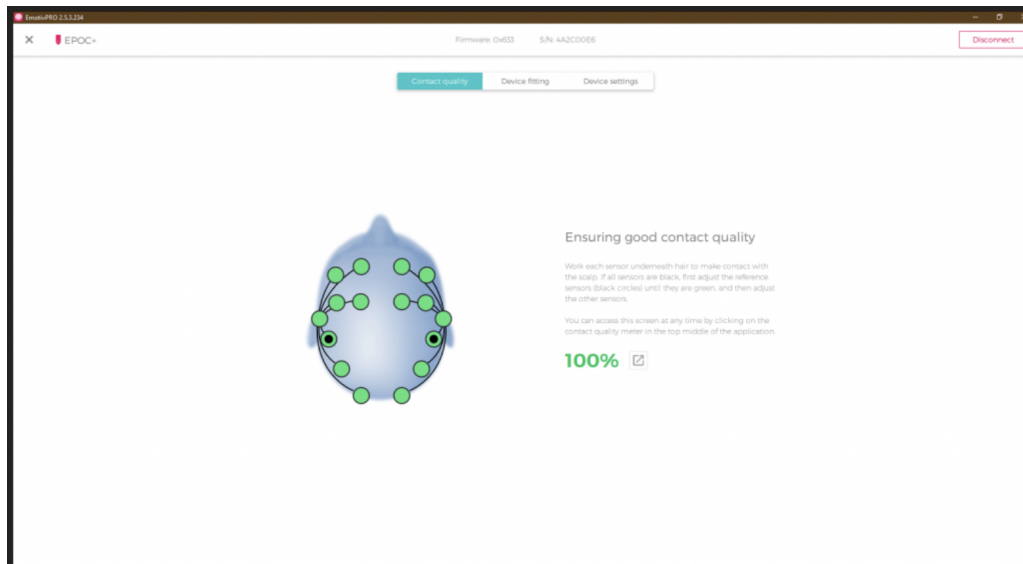 EmotivPRO 2.5.3.234
EPOC+
Firmware: 0x633 S/N: 4A2C00E6
Disconnect
Contact quality Device fitting Device settings
Ensuring good contact quality
Work each sensor underneath hair to make contact with
the scalp. If all sensors are black, first adjust the reference
sensors (black circles) until they are green, and then adjust
the other sensors.
You can access this screen at any time by clicking on the
contact quality meter in the top middle of the application.
100%